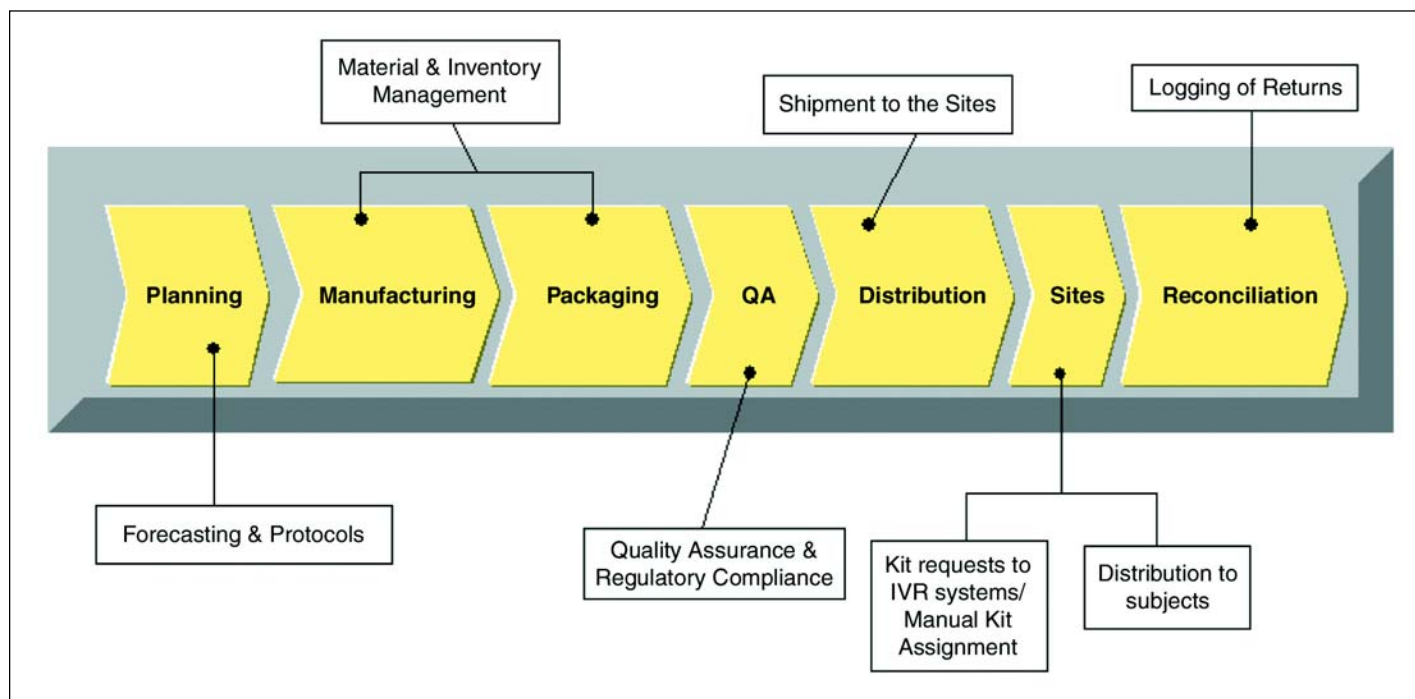 Material & Inventory
Management
Shipment to the Sites
Logging of Returns
Planning
Manufacturing
Packaging
QA
Distribution
Sites
Reconciliation
Forecasting & Protocols
Quality Assurance &
Regulatory Compliance
Kit requests to
IVR systems/
Manual Kit
Assignment
Distribution to
subjects